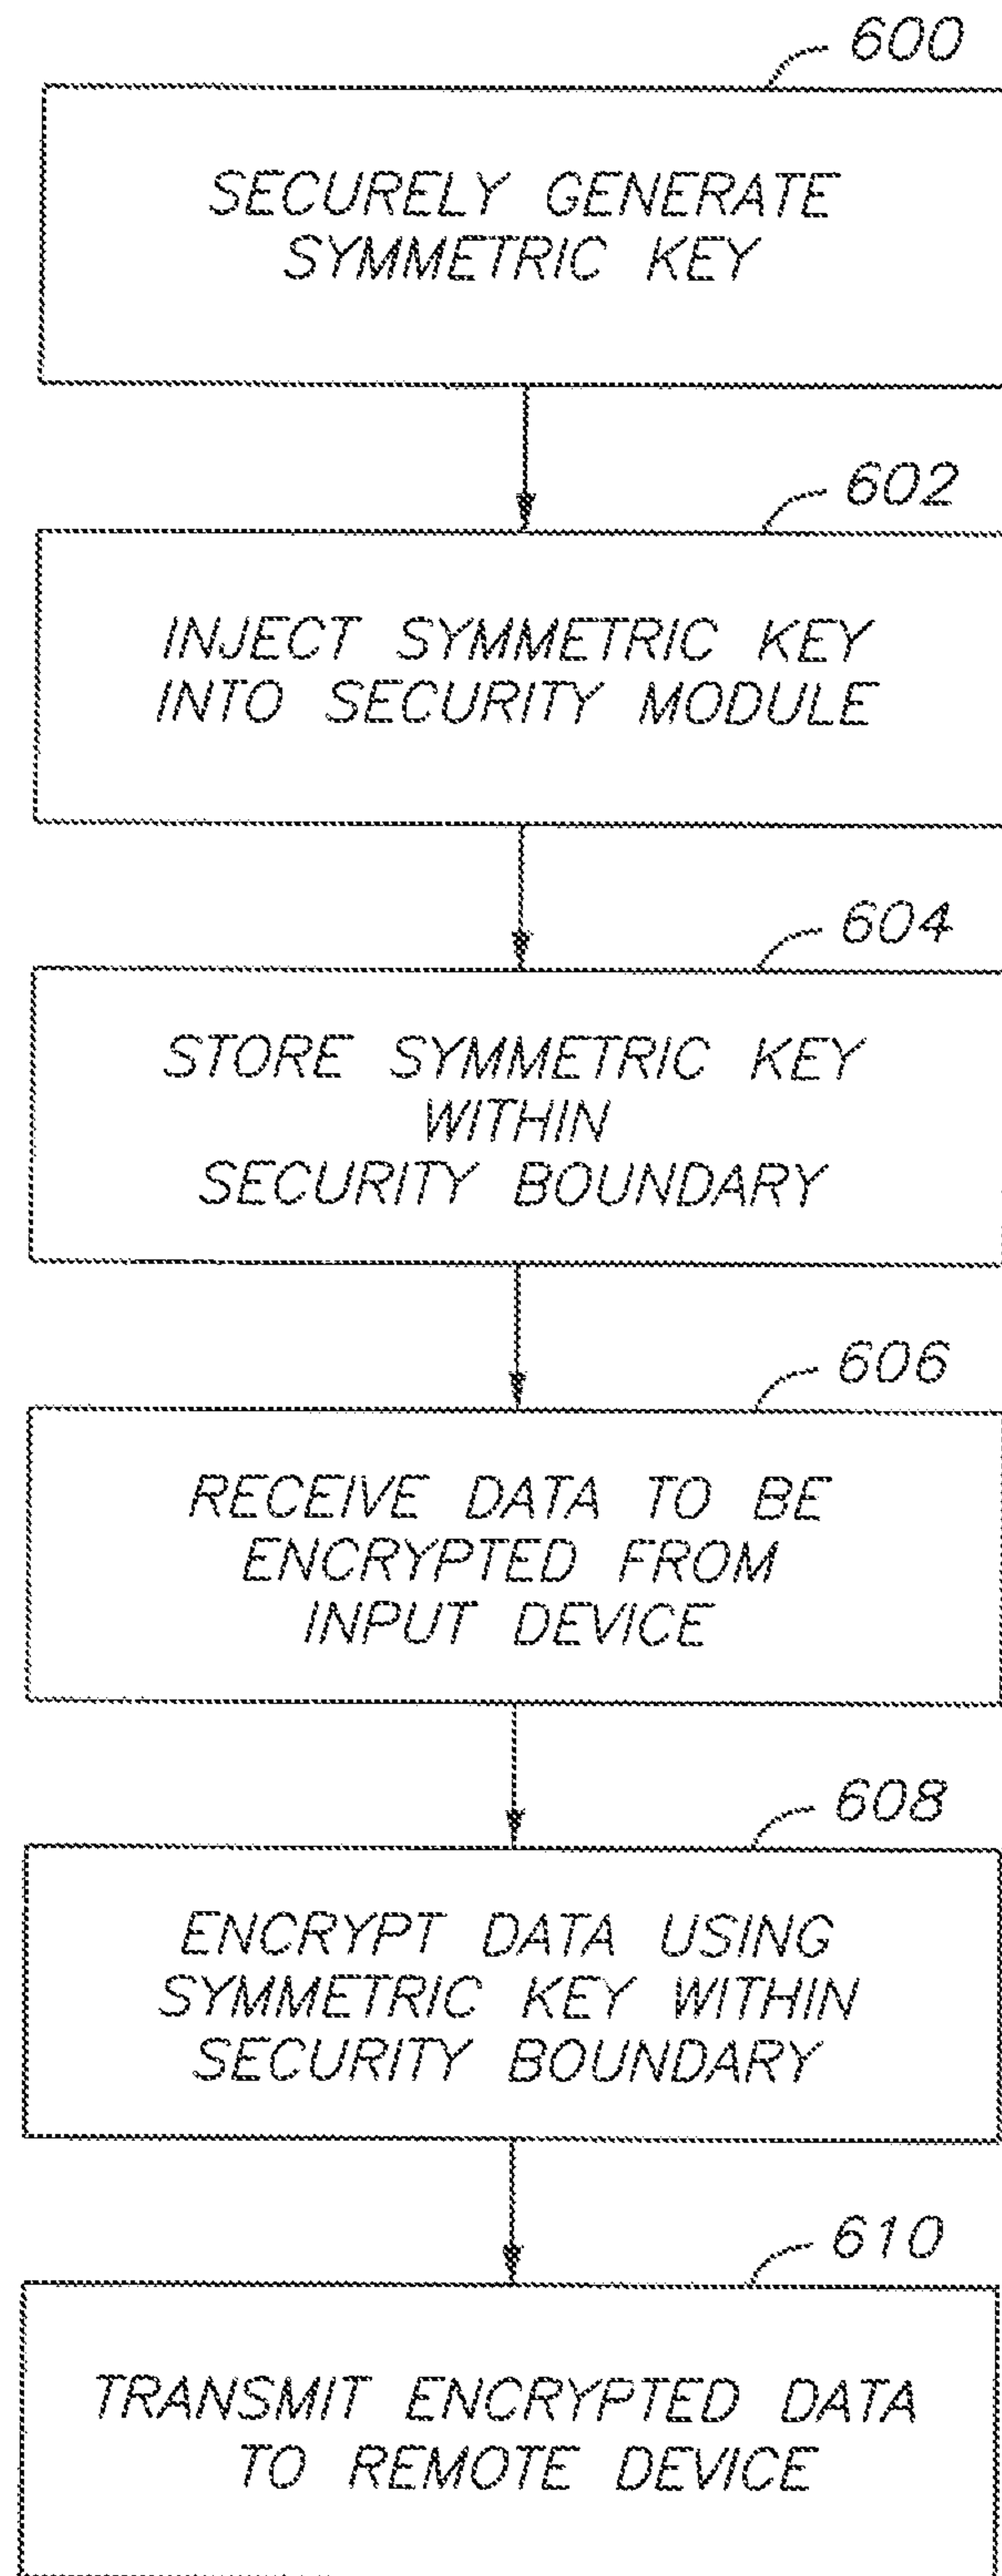 600
SECURELY GENERATE
SYMMETRIC KEY
602
INJECT SYMMETRIC KEY
INTO SECURITY MODULE
604
STORE SYMMETRIC KEY
WITHIN
SECURITY BOUNDARY
606
RECEIVE DATA TO BE
ENCRYPTED FROM
INPUT DEVICE
608
ENCRYPT DATA USING
SYMMETRIC KEY WITHIN
SECURITY BOUNDARY
610
TRANSMIT ENCRYPTED DATA
TO REMOTE DEVICE